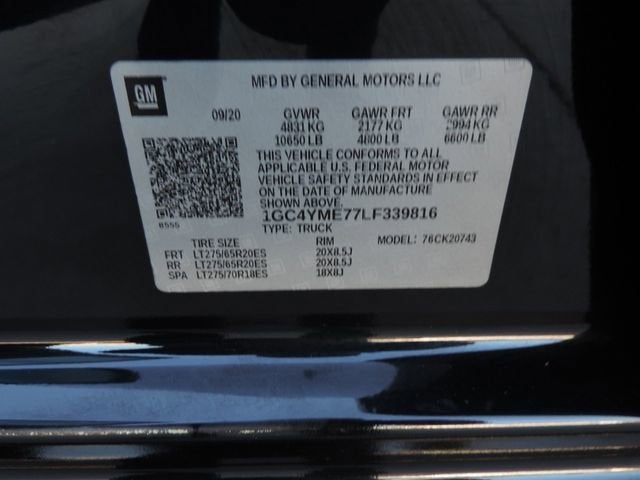 MFD BY GENERAL MOTORS LLC
GM
09/20 GVWR GAWR FRT GAWR RR
4831 KG 2177 KG 2994 KG
10650 LB 4800 LB 6600 LB
THIS VEHICLE CONFORMS TO ALL
APPLICABLE U.S. FEDERAL MOTOR
VEHICLE SAFETY STANDARDS IN EFFECT
ON THE DATE OF MANUFACTURE
SHOWN ABOVE.
8555
1GC4YME77LF339816
TYPE: TRUCK
MODEL: 76CK20743
TIRE SIZE RIM
FRT LT275/65R20ES 20X8.5J
RR LT275/65R20ES 20X8.5J
SPA LT275/70R18ES 18X8J